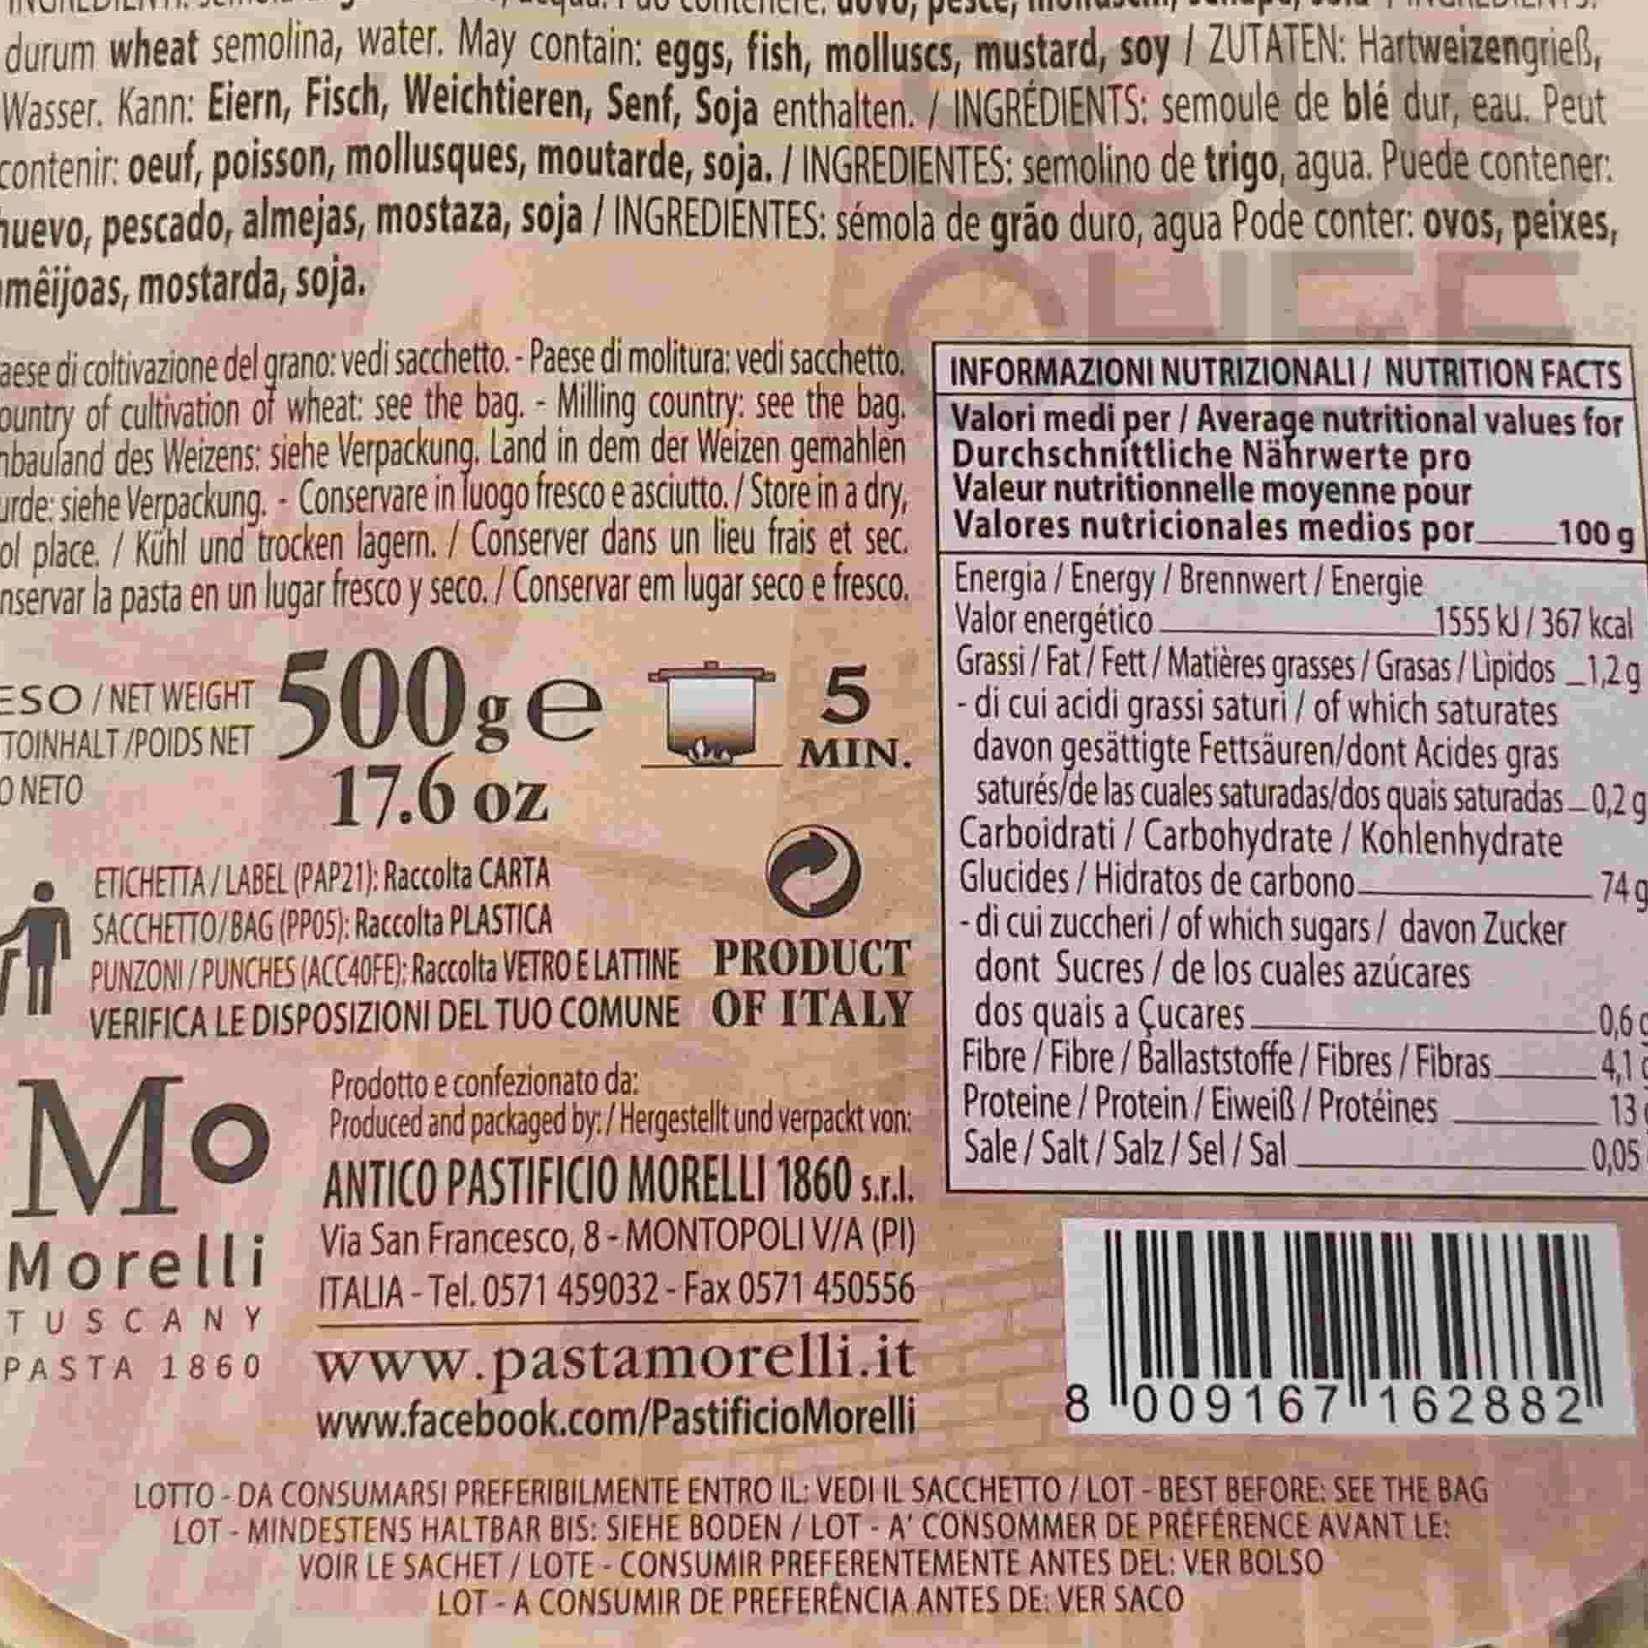 durum wheat semolina, water. May contain: eggs, fish, molluscs, mustard, soy / ZUTATEN: Hartweizengrieß,
Wasser. Kann: Eiern, Fisch, Weichtieren, Senf, Soja enthalten. / INGRÉDIENTS: semoule de blé dur, eau. Peut
contenir: oeuf, poisson, mollusques, moutarde, soja. / INGREDIENTES: semolino de trigo, agua. Puede contener:
huevo, pescado, almejas, mostaza, soja / INGREDIENTES: sémola de grão duro, agua Pode conter: ovos, peixes,
amêijoas, mostarda, soja.
aese di coltivazione del grano: vedi sacchetto. - Paese di molitura: vedi sacchetto.
ountry of cultivation of wheat: see the bag. - Milling country: see the bag.
nbauland des Weizens: siehe Verpackung. Land in dem der Weizen gemahlen
urde: siehe Verpackung. - Conservare in luogo fresco e asciutto. / Store in a dry,
ol place. / Kühl und trocken lagern. / Conserver dans un lieu frais et sec.
nservar la pasta en un lugar fresco y seco. / Conservar em lugar seco e fresco.
ESO / NET WEIGHT
TOINHALT /POIDS NET
O NETO
500g e
17.6 oz
5
MIN.
ETICHETTA / LABEL (PAP21): Raccolta CARTA
SACCHETTO/BAG (PP05): Raccolta PLASTICA
PUNZONI / PUNCHES (ACC40FE): Raccolta VETRO E LATTINE
VERIFICA LE DISPOSIZIONI DEL TUO COMUNE
PRODUCT
OF ITALY
Mo
Morelli
TUSCANY
PASTA 1860
Prodotto e confezionato da:
Produced and packaged by: / Hergestellt und verpackt von:
ANTICO PASTIFICIO MORELLI 1860 s.r.l.
Via San Francesco, 8 - MONTOPOLI V/A (PI)
ITALIA - Tel. 0571 459032 - Fax 0571 450556
www.pastamorelli.it
www.facebook.com/PastificioMorelli
INFORMAZIONI NUTRIZIONALI / NUTRITION FACTS
Valori medi per / Average nutritional values for
Durchschnittliche Nährwerte pro
Valeur nutritionnelle moyenne pour
Valores nutricionales medios por 100 g
Energia / Energy / Brennwert / Energie
Valor energético 1555 kJ / 367 kcal
Grassi / Fat / Fett / Matières grasses / Grasas / Lìpidos 1,2 g
- di cui acidi grassi saturi / of which saturates
davon gesättigte Fettsäuren/dont Acides gras
saturés/de las cuales saturadas/dos quais saturadas 0,2 g
Carboidrati / Carbohydrate / Kohlenhydrate
Glucides / Hidratos de carbono 74 g
- di cui zuccheri / of which sugars / davon Zucker
dont Sucres / de los cuales azúcares
dos quais a Çucares 0,6 g
Fibre / Fibre / Ballaststoffe / Fibres / Fibras 4,1 g
Proteine / Protein / Eiweiß / Protéines 13 g
Sale / Salt / Salz / Sel / Sal 0,05
8 009167 162882
LOTTO - DA CONSUMARSI PREFERIBILMENTE ENTRO IL: VEDI IL SACCHETTO / LOT - BEST BEFORE: SEE THE BAG
LOT - MINDESTENS HALTBAR BIS: SIEHE BODEN / LOT - A' CONSOMMER DE PRÉFÉRENCE AVANT LE:
VOIR LE SACHET / LOTE - CONSUMIR PREFERENTEMENTE ANTES DEL: VER BOLSO
LOT - A CONSUMIR DE PREFERÊNCIA ANTES DE: VER SACO